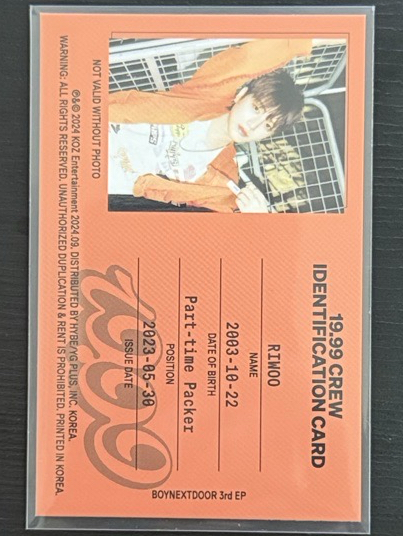 19.99 CREW
IDENTIFICATION CARD
RIWOO
NAME
2003-10-22
DATE OF BIRTH
Part-time Packer
POSITION
2023-05-30
ISSUE DATE
BOYNEXTDOOR 3rd EP
NOT VALID WITHOUT PHOTO
℗&© 2024 KOZ Entertainment 2024.09. DISTRIBUTED BY HYBE/YG PLUS, INC. KOREA.
WARNING: ALL RIGHTS RESERVED. UNAUTHORIZED DUPLICATION & RENT IS PROHIBITED. PRINTED IN KOREA.